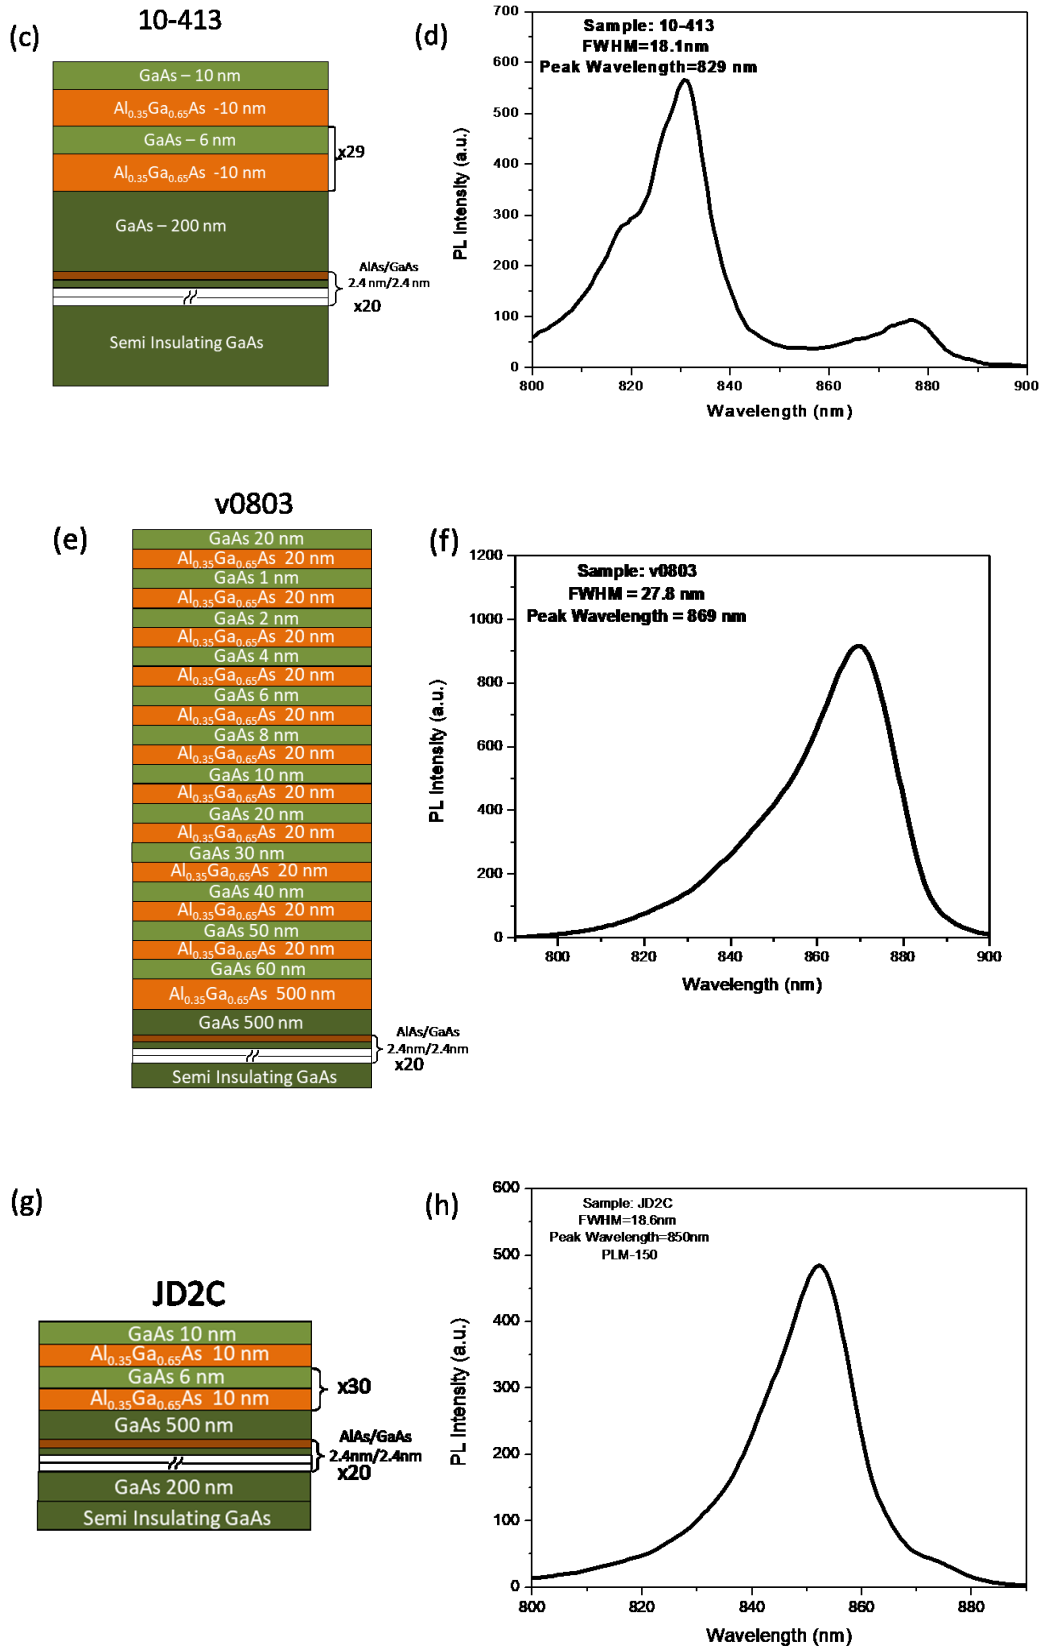 (c)
10-413
GaAs – 10 nm
Al0.35Ga0.65As -10 nm
GaAs – 6 nm
Al0.35Ga0.65As -10 nm
x29
GaAs – 200 nm
AlAs/GaAs
2.4 nm/2.4 nm
x20
Semi Insulating GaAs
(d)
Sample: 10-413
FWHM=18.1nm
Peak Wavelength=829 nm
PL Intensity (a.u.)
700
600
500
400
300
200
100
0
800 820 840 860 880 900
Wavelength (nm)
(e)
v0803
GaAs 20 nm
Al0.35Ga0.65As 20 nm
GaAs 1 nm
Al0.35Ga0.65As 20 nm
GaAs 2 nm
Al0.35Ga0.65As 20 nm
GaAs 4 nm
Al0.35Ga0.65As 20 nm
GaAs 6 nm
Al0.35Ga0.65As 20 nm
GaAs 8 nm
Al0.35Ga0.65As 20 nm
GaAs 10 nm
Al0.35Ga0.65As 20 nm
GaAs 20 nm
Al0.35Ga0.65As 20 nm
GaAs 30 nm
Al0.35Ga0.65As 20 nm
GaAs 40 nm
Al0.35Ga0.65As 20 nm
GaAs 50 nm
Al0.35Ga0.65As 20 nm
GaAs 60 nm
Al0.35Ga0.65As 500 nm
GaAs 500 nm
AlAs/GaAs
2.4nm/2.4nm
x20
Semi Insulating GaAs
(f)
Sample: v0803
FWHM = 27.8 nm
Peak Wavelength = 869 nm
PL Intensity (a.u.)
1200
1000
800
600
400
200
0
800 820 840 860 880 900
Wavelength (nm)
(g)
JD2C
GaAs 10 nm
Al0.35Ga0.65As 10 nm
GaAs 6 nm
Al0.35Ga0.65As 10 nm
x30
GaAs 500 nm
AlAs/GaAs
2.4nm/2.4nm
x20
GaAs 200 nm
Semi Insulating GaAs
(h)
Sample: JD2C
FWHM=18.6nm
Peak Wavelength=850nm
PLM-150
PL Intensity (a.u.)
600
500
400
300
200
100
0
800 820 840 860 880
Wavelength (nm)